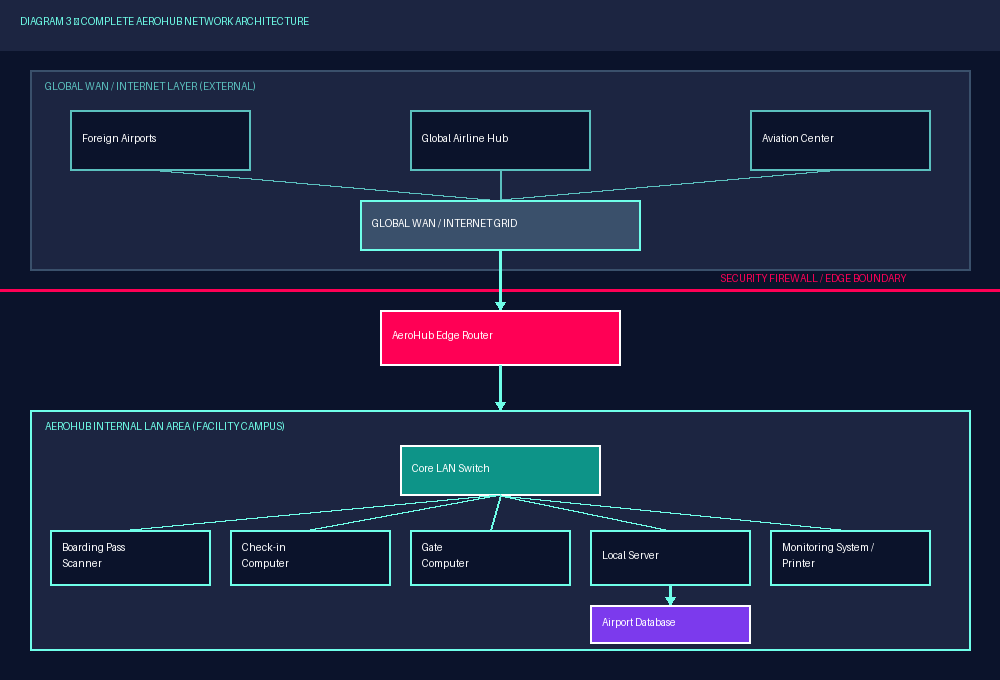 DIAGRAM 3 ▯ COMPLETE AEROHUB NETWORK ARCHITECTURE
GLOBAL WAN / INTERNET LAYER (EXTERNAL)
Foreign Airports
Global Airline Hub
Aviation Center
GLOBAL WAN / INTERNET GRID
SECURITY FIREWALL / EDGE BOUNDARY
AeroHub Edge Router
AEROHUB INTERNAL LAN AREA (FACILITY CAMPUS)
Core LAN Switch
Boarding Pass
Scanner
Check-in
Computer
Gate
Computer
Local Server
Monitoring System /
Printer
Airport Database